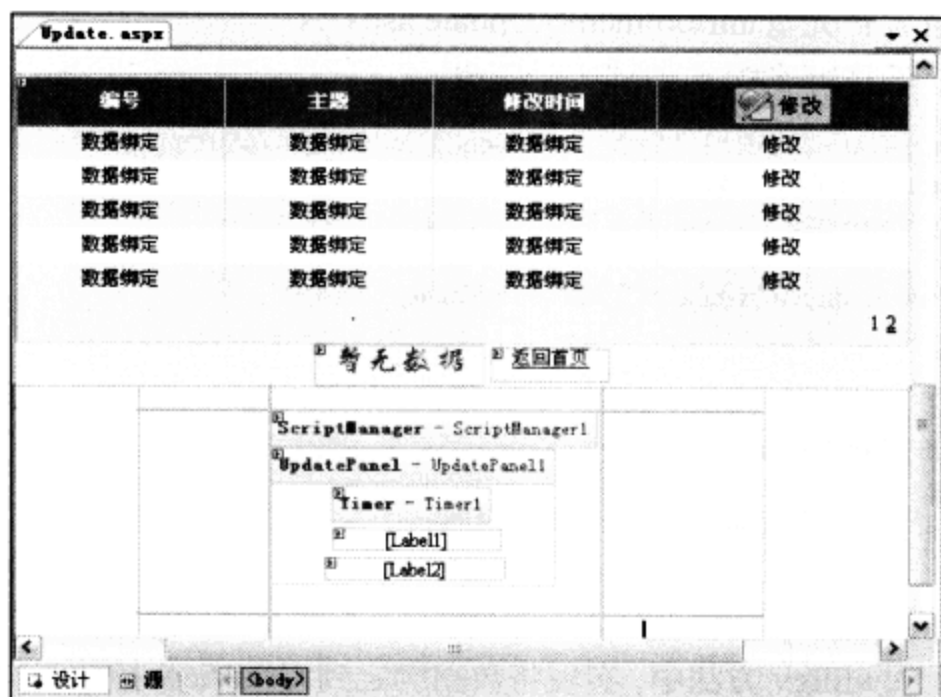 Update.aspx
编号 主题 修改时间 修改
数据绑定 数据绑定 数据绑定 修改
数据绑定 数据绑定 数据绑定 修改
数据绑定 数据绑定 数据绑定 修改
数据绑定 数据绑定 数据绑定 修改
数据绑定 数据绑定 数据绑定 修改
1 2
暂无数据 返回首页
ScriptManager - ScriptManager1
UpdatePanel - UpdatePanel1
Timer - Timer1
[Label1]
[Label2]
设计 源 <body>